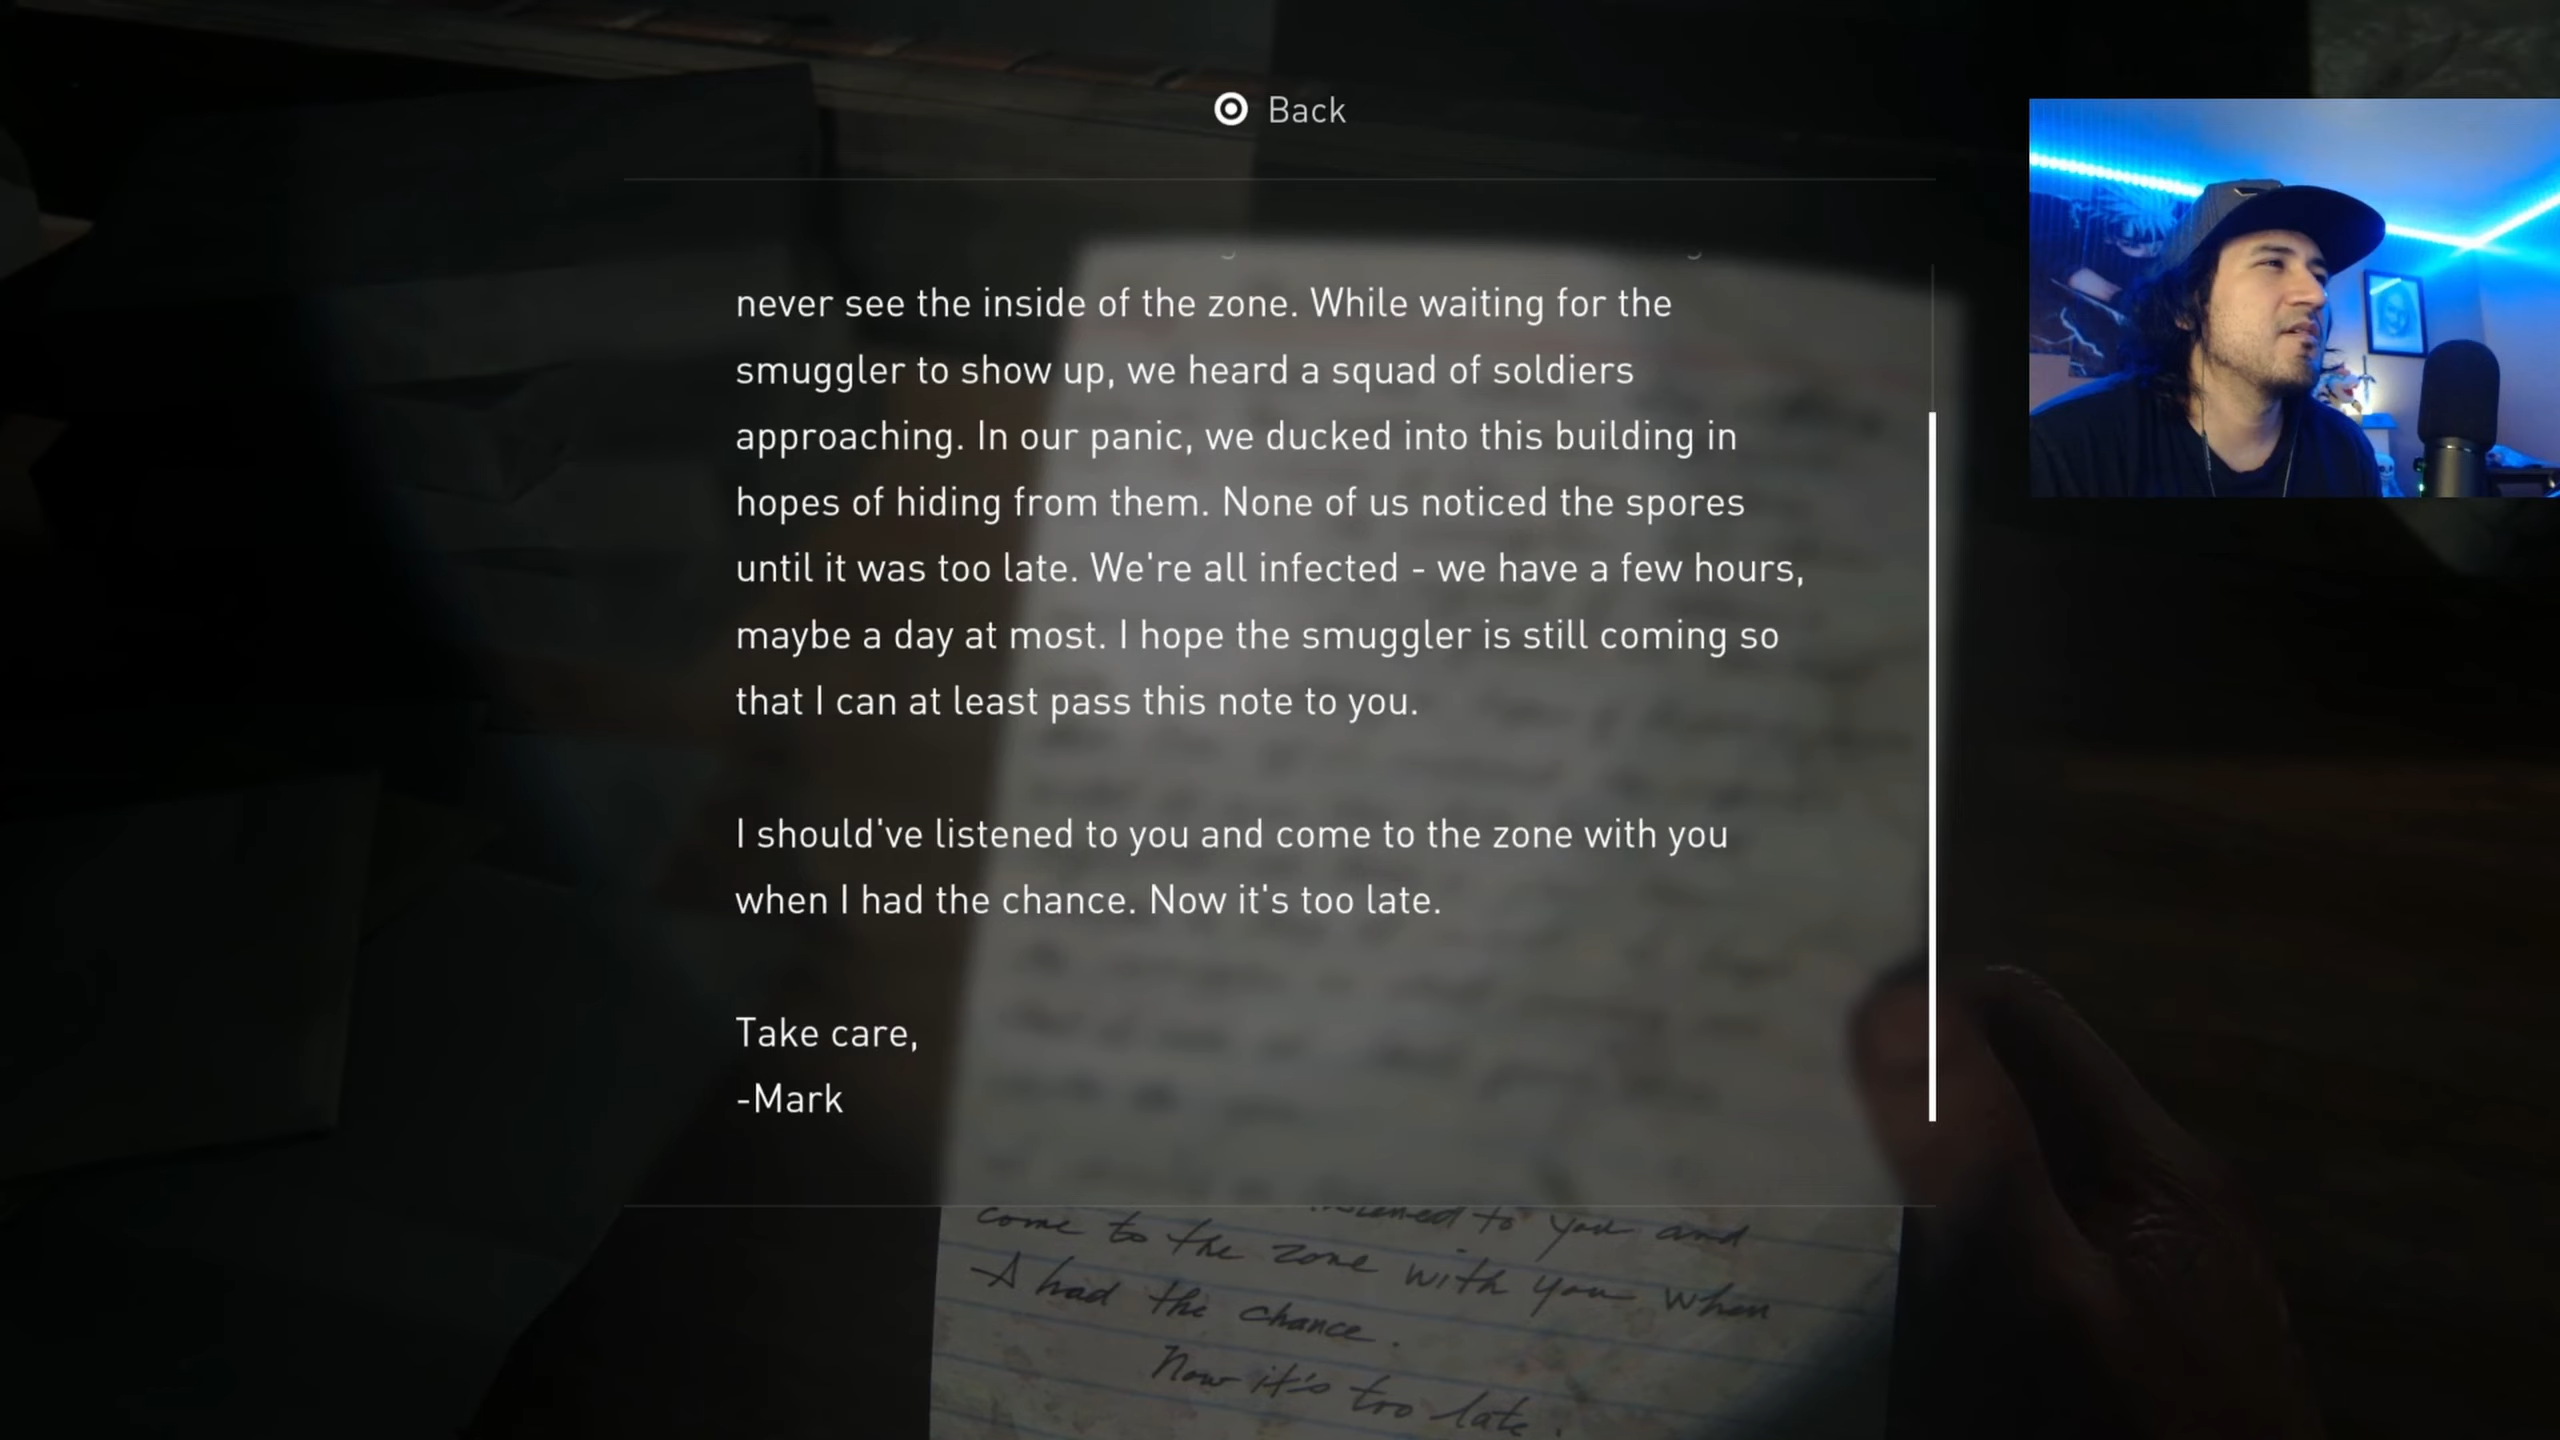 Back
never see the inside of the zone. While waiting for the
smuggler to show up, we heard a squad of soldiers
approaching. In our panic, we ducked into this building in
hopes of hiding from them. None of us noticed the spores
until it was too late. We're all infected - we have a few hours,
maybe a day at most. I hope the smuggler is still coming so
that I can at least pass this note to you.
I should've listened to you and come to the zone with you
when I had the chance. Now it's too late.
Take care,
-Mark
listened to you and
come to the zone with you when
I had the chance.
Now it's too late.